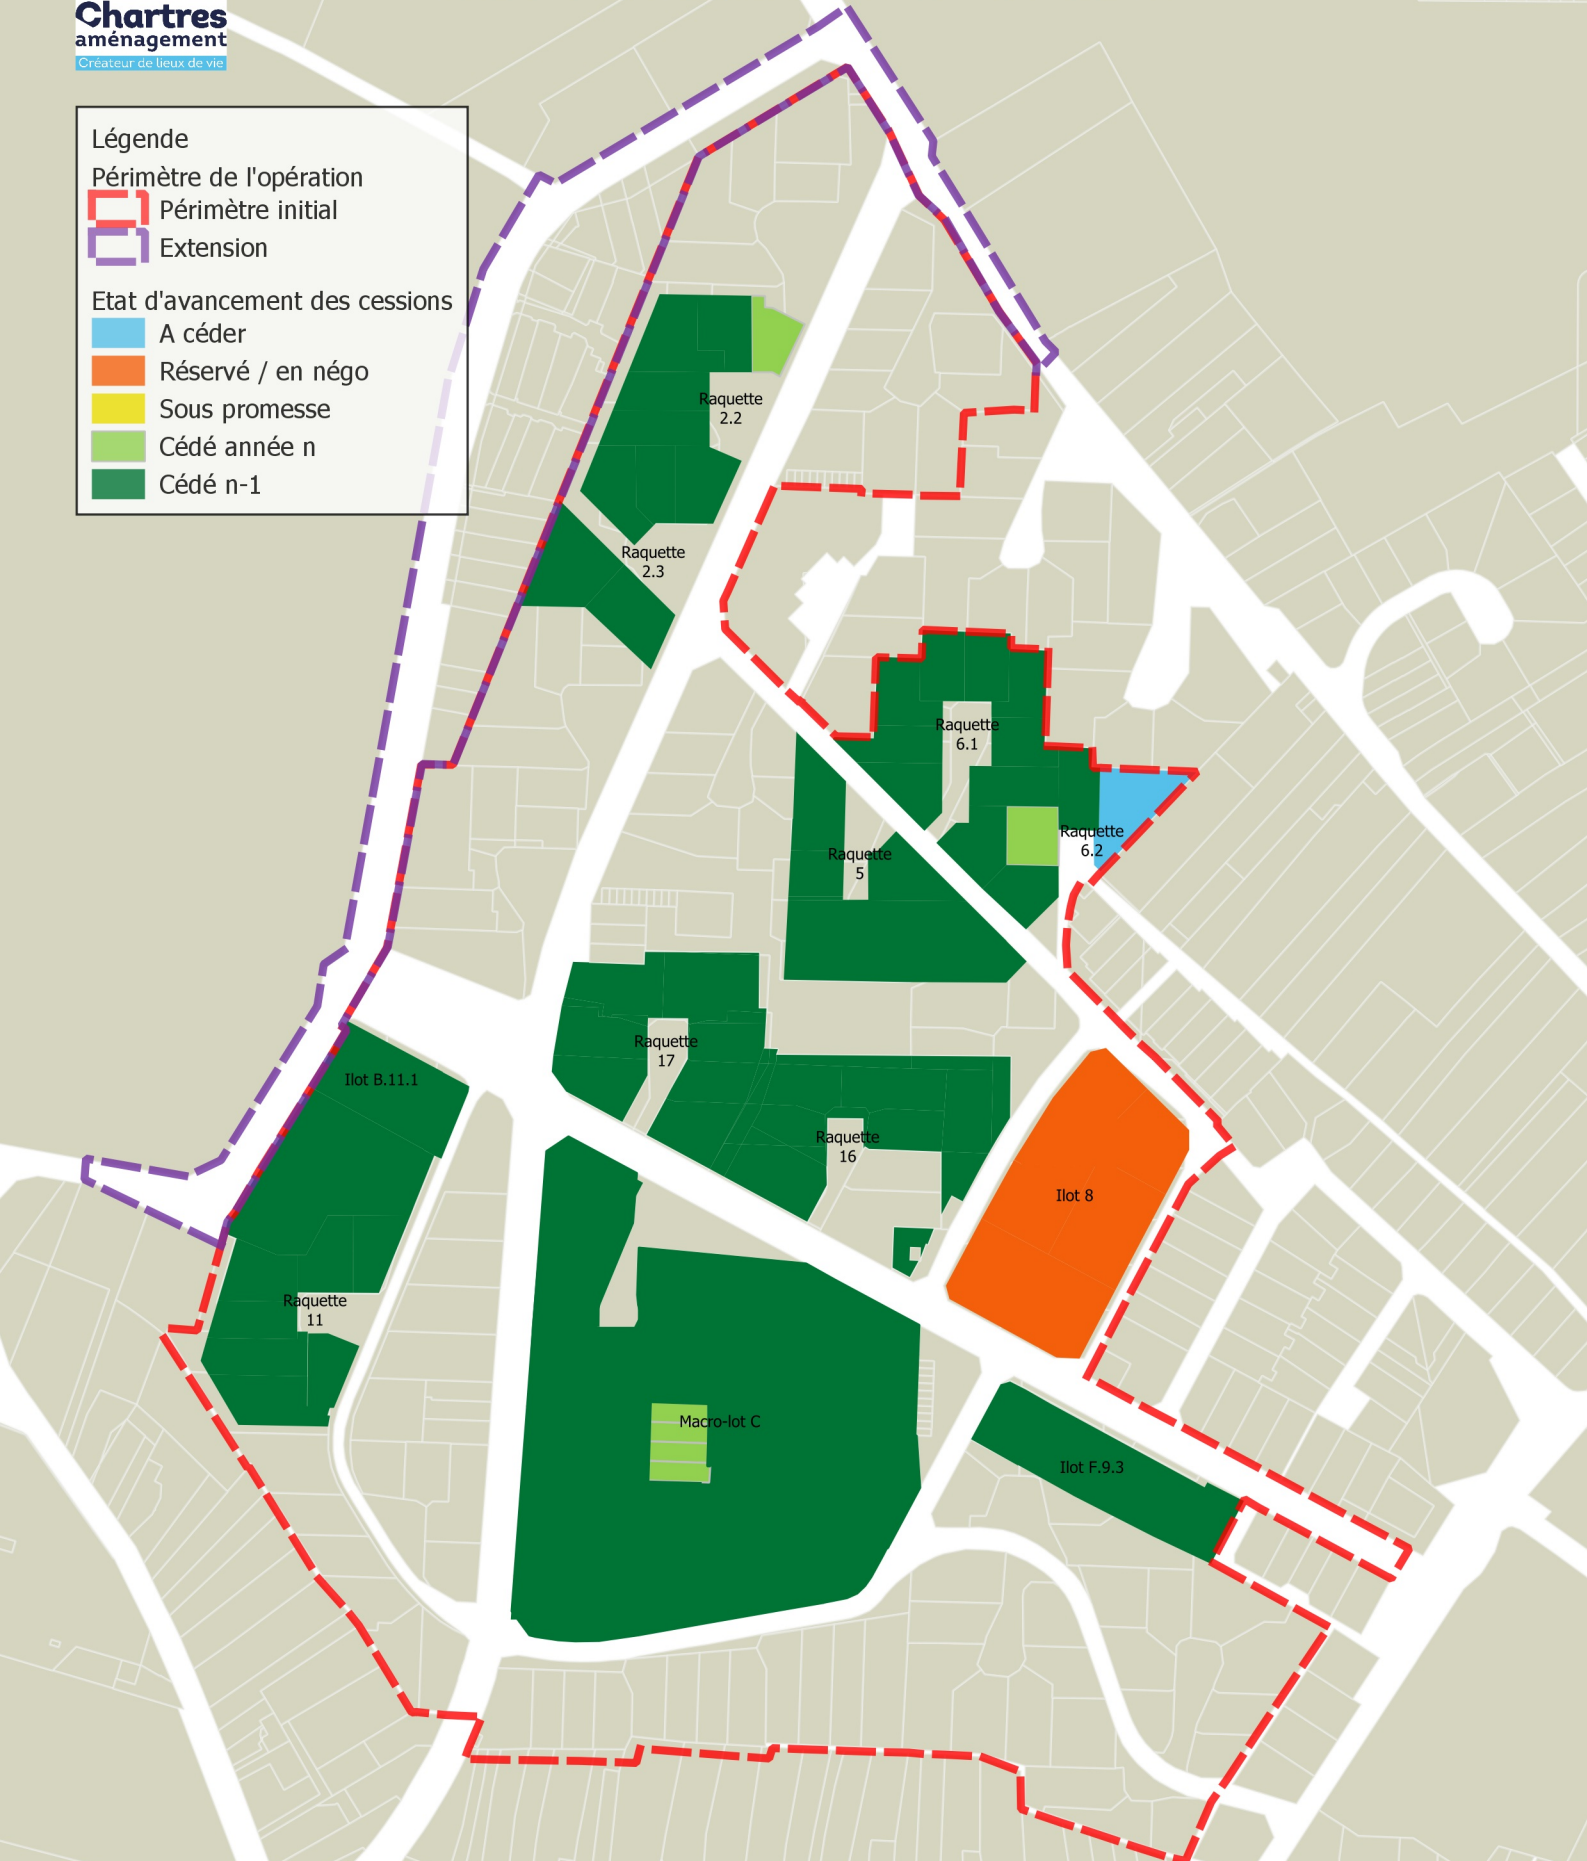 Chartres
aménagement
Créateur de lieux de vie
Légende
Périmètre de l'opération
Périmètre initial
Extension
Etat d'avancement des cessions
A céder
Réservé / en négo
Sous promesse
Cédé année n
Cédé n-1
Raquette
2.2
Raquette
2.3
Raquette
6.1
Raquette
6.2
Raquette
5
Raquette
17
Ilot B.11.1
Raquette
16
Ilot 8
Raquette
11
Macro-lot C
Ilot F.9.3